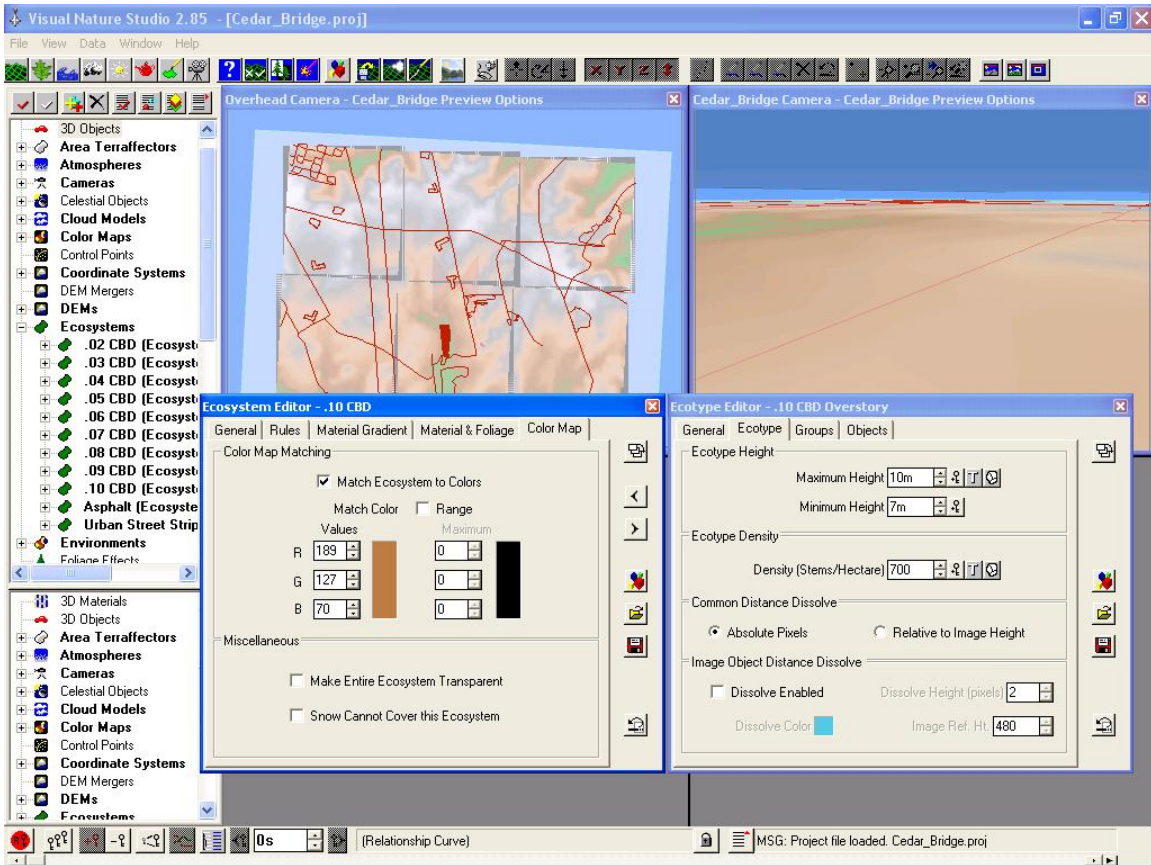 Visual Nature Studio 2.85 - [Cedar_Bridge.proj]
File View Data Window Help
Overhead Camera - Cedar_Bridge Preview Options
Cedar_Bridge Camera - Cedar_Bridge Preview Options
3D Objects
Area Terraffectors
Atmospheres
Cameras
Celestial Objects
Cloud Models
Color Maps
Control Points
Coordinate Systems
DEM Mergers
DEMs
Ecosystems
.02 CBD (Ecosyst
.03 CBD (Ecosyst
.04 CBD (Ecosyst
.05 CBD (Ecosyst
.06 CBD (Ecosyst
.07 CBD (Ecosyst
.08 CBD (Ecosyst
.09 CBD (Ecosyst
.10 CBD (Ecosyst
Asphalt (Ecosyste
Urban Street Strip
Environments
Foliage Effects
3D Materials
3D Objects
Area Terraffectors
Atmospheres
Cameras
Celestial Objects
Cloud Models
Color Maps
Control Points
Coordinate Systems
DEM Mergers
DEMs
Ecosystems
Ecosystem Editor - .10 CBD
General Rules Material Gradient Material & Foliage Color Map
Color Map Matching
Match Ecosystem to Colors
Match Color Range
Values Maximum
R 189 0
G 127 0
B 70 0
Miscellaneous
Make Entire Ecosystem Transparent
Snow Cannot Cover this Ecosystem
Ecotype Editor - .10 CBD Overstory
General Ecotype Groups Objects
Ecotype Height
Maximum Height 10m
Minimum Height 7m
Ecotype Density
Density (Stems/Hectare) 700
Common Distance Dissolve
Absolute Pixels Relative to Image Height
Image Object Distance Dissolve
Dissolve Enabled Dissolve Height (pixels) 2
Dissolve Color Image Ref. Ht. 480
0s (Relationship Curve) MSG: Project file loaded. Cedar_Bridge.proj